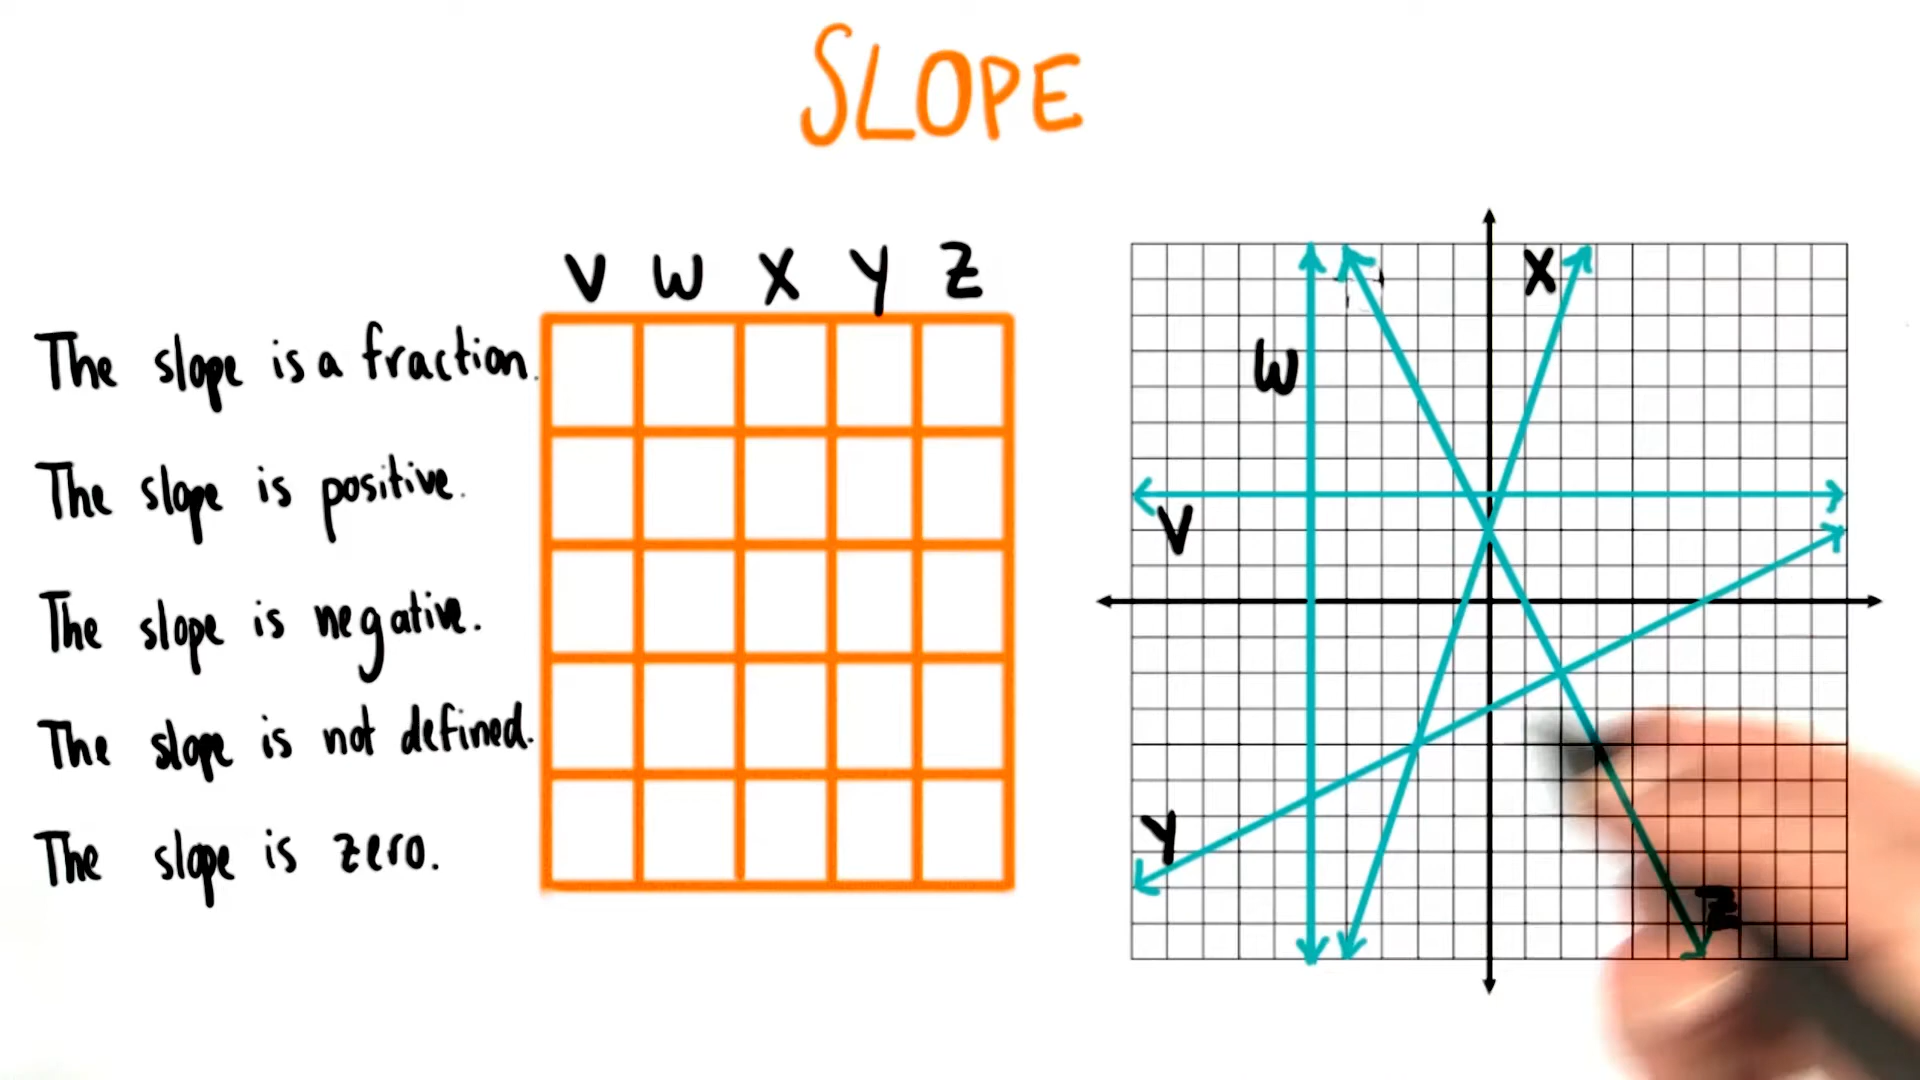 SLOPE
V W X Y Z
The slope is a fraction.
The slope is positive.
The slope is negative.
The slope is not defined.
The slope is zero.
X
W
V
Y
Z